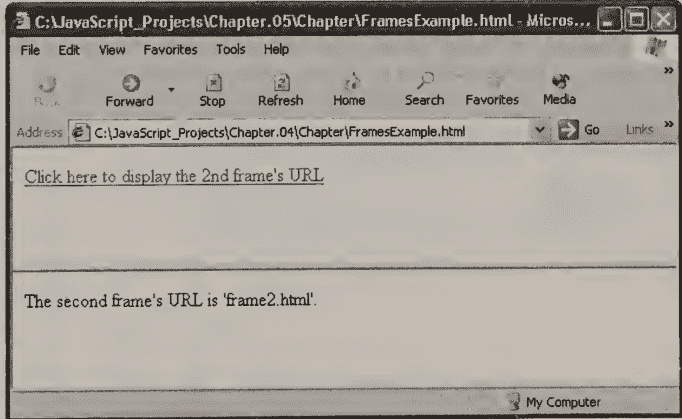 C:\JavaScript_Projects\Chapter.05\Chapter\FramesExample.html - Micros...
File Edit View Favorites Tools Help
»
Back Forward Stop Refresh Home Search Favorites Media
Address C:\JavaScript_Projects\Chapter.04\Chapter\FramesExample.html Go Links »
Click here to display the 2nd frame's URL
The second frame's URL is 'frame2.html'.
My Computer